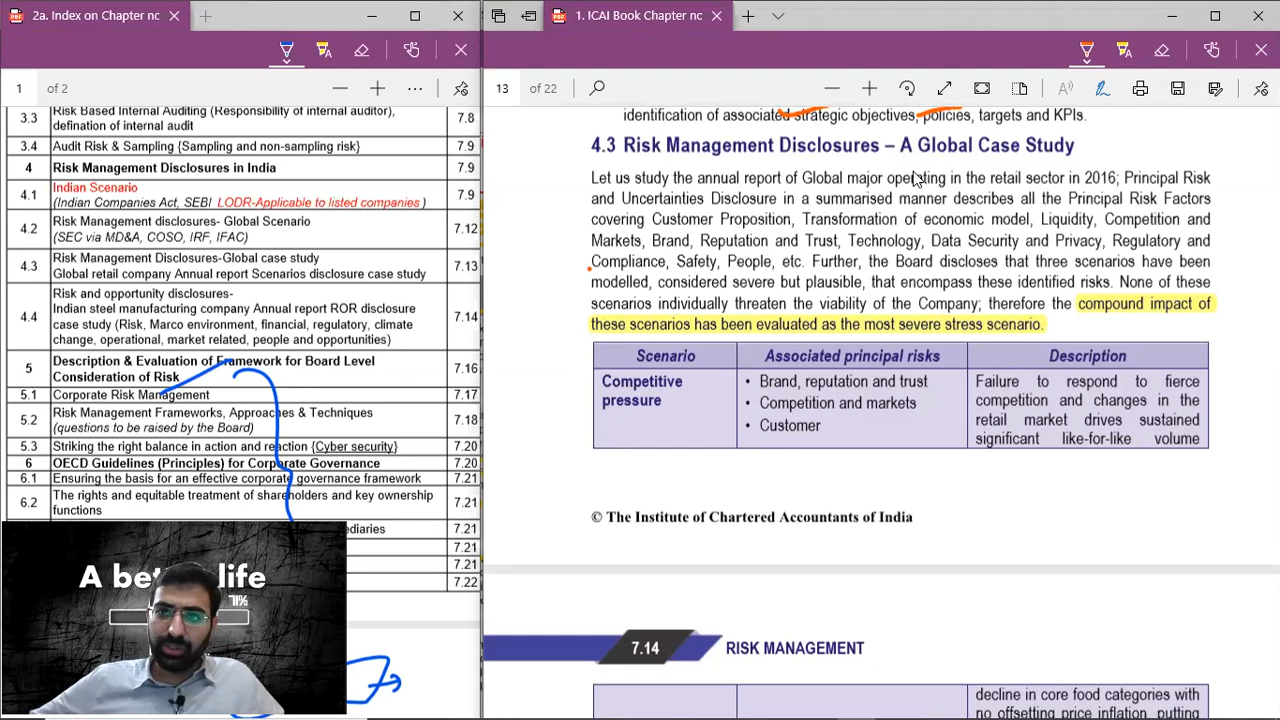 2a. Index on Chapter nc
1 of 2
3.3 Risk Based Internal Auditing (Responsibility of internal auditor), 7.8
defination of internal audit
3.4 Audit Risk & Sampling {Sampling and non-sampling risk} 7.9
4 Risk Management Disclosures in India 7.9
4.1 Indian Scenario 7.9
(Indian Companies Act, SEBI LODR-Applicable to listed companies )
4.2 Risk Management disclosures- Global Scenario 7.12
(SEC via MD&A, COSO, IRF, IFAC)
4.3 Risk Management Disclosures-Global case study 7.13
Global retail company Annual report Scenarios disclosure case study
4.4 Risk and opportunity disclosures- 7.14
Indian steel manufacturing company Annual report ROR disclosure
case study (Risk, Marco environment, financial, regulatory, climate
change, operational, market related, people and opportunities)
5 Description & Evaluation of Framework for Board Level 7.16
Consideration of Risk
5.1 Corporate Risk Management 7.17
5.2 Risk Management Frameworks, Approaches & Techniques 7.18
(questions to be raised by the Board)
5.3 Striking the right balance in action and reaction {Cyber security} 7.20
6 OECD Guidelines (Principles) for Corporate Governance 7.20
6.1 Ensuring the basis for an effective corporate governance framework 7.21
6.2 The rights and equitable treatment of shareholders and key ownership 7.21
functions
ediaries 7.21
7.21
7.21
7.22
A be life
71%
1. ICAI Book Chapter nc
13 of 22
identification of associated strategic objectives, policies, targets and KPIs.
4.3 Risk Management Disclosures – A Global Case Study
Let us study the annual report of Global major operating in the retail sector in 2016; Principal Risk
and Uncertainties Disclosure in a summarised manner describes all the Principal Risk Factors
covering Customer Proposition, Transformation of economic model, Liquidity, Competition and
Markets, Brand, Reputation and Trust, Technology, Data Security and Privacy, Regulatory and
Compliance, Safety, People, etc. Further, the Board discloses that three scenarios have been
modelled, considered severe but plausible, that encompass these identified risks. None of these
scenarios individually threaten the viability of the Company; therefore the compound impact of
these scenarios has been evaluated as the most severe stress scenario.
Scenario Associated principal risks Description
Competitive pressure
• Brand, reputation and trust
• Competition and markets
• Customer
Failure to respond to fierce
competition and changes in the
retail market drives sustained
significant like-for-like volume
© The Institute of Chartered Accountants of India
7.14 RISK MANAGEMENT
decline in core food categories with
no offsetting price inflation, putting